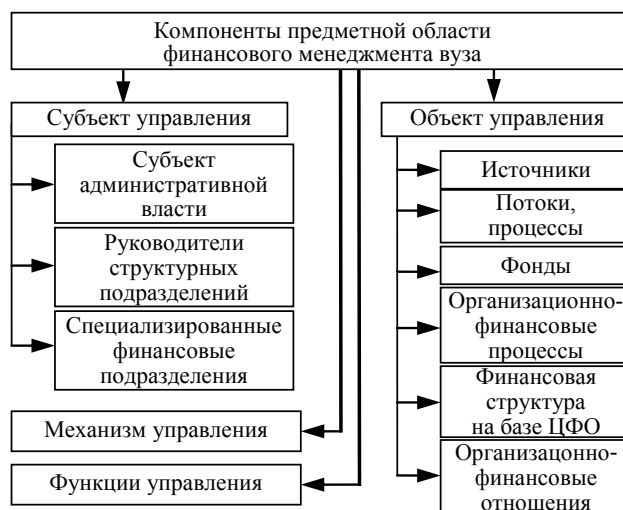 Компоненты предметной области
финансового менеджмента вуза
Субъект управления
Субъект
административной
власти
Руководители
структурных
подразделений
Специализированные
финансовые
подразделения
Механизм управления
Функции управления
Объект управления
Источники
Потоки,
процессы
Фонды
Организационно-
финансовые
процессы
Финансовая
структура
на базе ЦФО
Организацонно-
финансовые
отношения